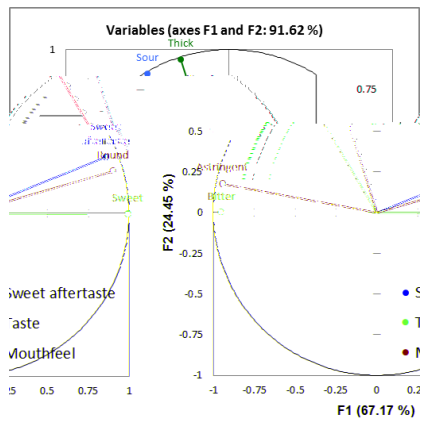 Variables (axes F1 and F2: 91.62 %)
Thick
Sour
1
1
0.75
Sweet
0.5
Round
Astringent
0.25
Sweet
Bitter
0
0
F2 (24.45 %)
-0.25
-0.5
Sweet aftertaste
S
Taste
T
-0.75
Mouthfeel
M
-1
0.5
0.75
1
-1
-0.75
-0.5
-0.25
0
F1 (67.17 %)